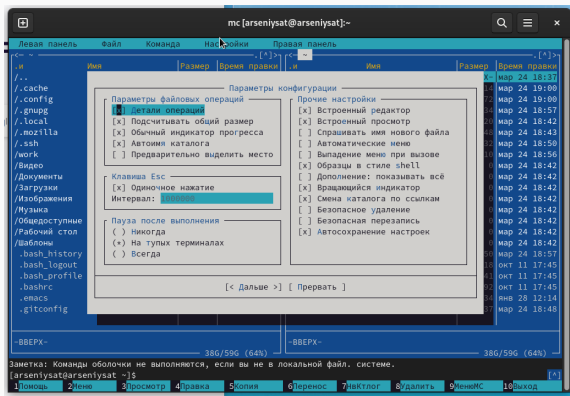 mc [arseniysat@arseniysat]:~
Левая панель Файл Команда Настройки Правая панель
<- ~ .[^]> <- ~ .[^]>
.и Имя Размер Время правки .и Имя Размер Время правки
/.. мар 24 18:37
/.cache мар 24 19:00
/.config мар 24 19:00
/.gnupg мар 24 18:57
/.local мар 24 18:42
/.mozilla мар 24 18:43
/.ssh мар 24 18:50
/work мар 24 18:56
/Видео мар 24 18:42
/Документы мар 24 18:42
/Загрузки мар 24 18:42
/Изображения мар 24 18:42
/Музыка мар 24 18:42
/Общедоступные мар 24 18:42
/Рабочий стол мар 24 18:42
/Шаблоны мар 24 18:42
.bash_history мар 24 18:57
.bash_logout окт 11 17:45
.bash_profile окт 11 17:45
.bashrc окт 11 17:45
.emacs янв 28 12:14
.gitconfig мар 24 18:48
Параметры конфигурации
Параметры файловых операций
[x] Детали операций
[x] Подсчитывать общий размер
[x] Обычный индикатор прогресса
[x] Автоимя каталога
[ ] Предварительно выделить место
Клавиша Esc
[x] Одиночное нажатие
Интервал: 1000000
Пауза после выполнения
( ) Никогда
(*) На тупых терминалах
( ) Всегда
Прочие настройки
[x] Встроенный редактор
[x] Встроенный просмотр
[ ] Спрашивать имя нового файла
[ ] Автоматические меню
[ ] Выпадение меню при вызове
[x] Образцы в стиле shell
[ ] Дополнение: показывать всё
[x] Вращающийся индикатор
[x] Смена каталога по ссылкам
[ ] Безопасное удаление
[ ] Безопасная перезапись
[x] Автосохранение настроек
[< Дальше >] [ Прервать ]
-ВВЕРХ- -ВВЕРХ-
38G/59G (64%) 38G/59G (64%)
Заметка: Команды оболочки не выполняются, если вы не в локальной файл. системе.
[arseniysat@arseniysat ~]$ [^]
1Помощь 2Меню 3Просмотр 4Правка 5Копия 6Перенос 7НвКтлог 8Удалить 9МенюMC 10Выход